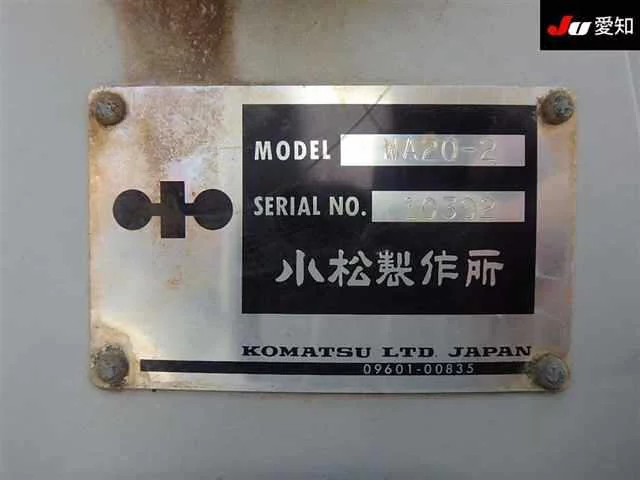 JU 愛知
MODEL WA20-2
SERIAL NO. 10392
小松製作所
KOMATSU LTD. JAPAN
09601-00835